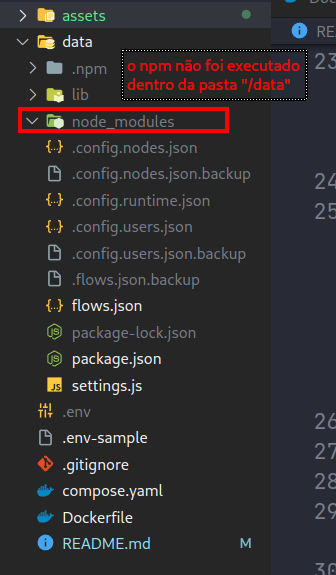 assets
data
.npm
o npm não foi executado
dentro da pasta "/data"
lib
node_modules
.config.nodes.json
.config.nodes.json.backup
.config.runtime.json
.config.users.json
.config.users.json.backup
.flows.json.backup
flows.json
package-lock.json
package.json
settings.js
.env
.env-sample
.gitignore
compose.yaml
Dockerfile
README.md M
README
23
24
25
26
27
28
29
30